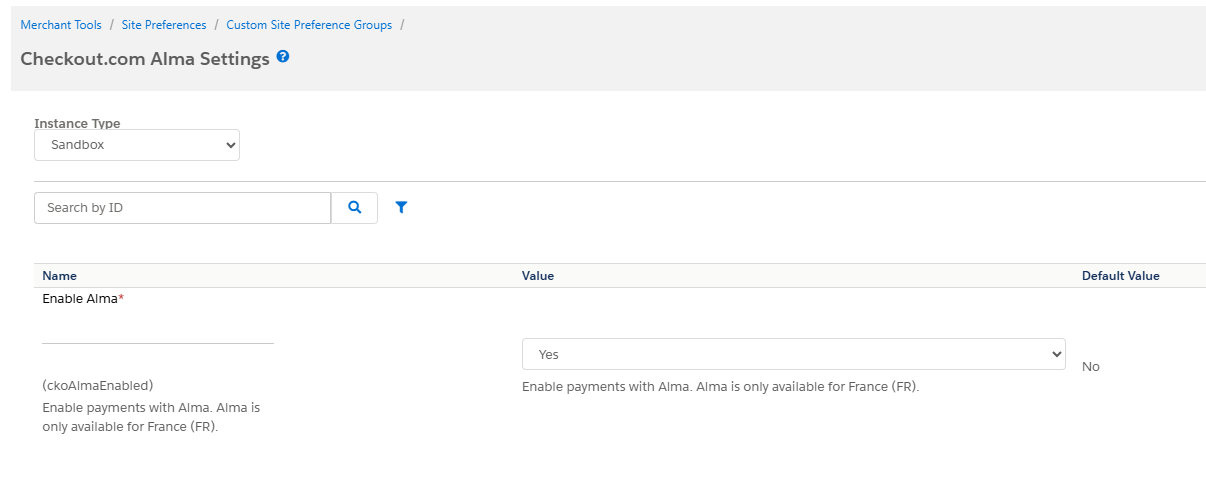 Merchant Tools / Site Preferences / Custom Site Preference Groups /
Checkout.com Alma Settings ?
Instance Type
Sandbox
Search by ID
Name Value Default Value
Enable Alma*
Yes
No
(ckoAlmaEnabled)
Enable payments with Alma. Alma is only available for France (FR).
Enable payments with Alma. Alma is
only available for France (FR).